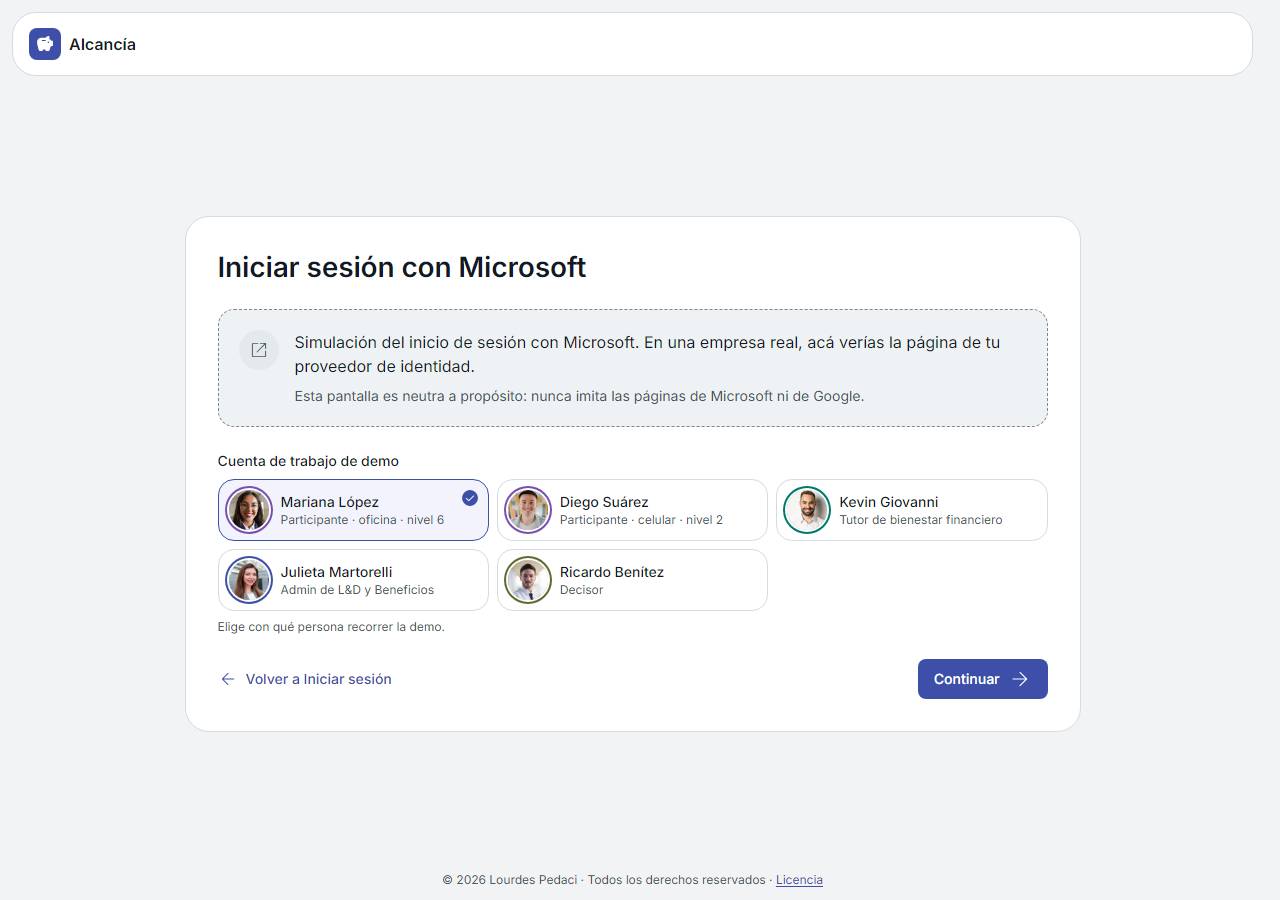 Alcancía
Iniciar sesión con Microsoft
Simulación del inicio de sesión con Microsoft. En una empresa real, acá verías la página de tu
proveedor de identidad.
Esta pantalla es neutra a propósito: nunca imita las páginas de Microsoft ni de Google.
Cuenta de trabajo de demo
Mariana López
Participante · oficina · nivel 6
Diego Suárez
Participante · celular · nivel 2
Kevin Giovanni
Tutor de bienestar financiero
Julieta Martorelli
Admin de L&D y Beneficios
Ricardo Benítez
Decisor
Elige con qué persona recorrer la demo.
Volver a Iniciar sesión
Continuar
© 2026 Lourdes Pedaci · Todos los derechos reservados · Licencia